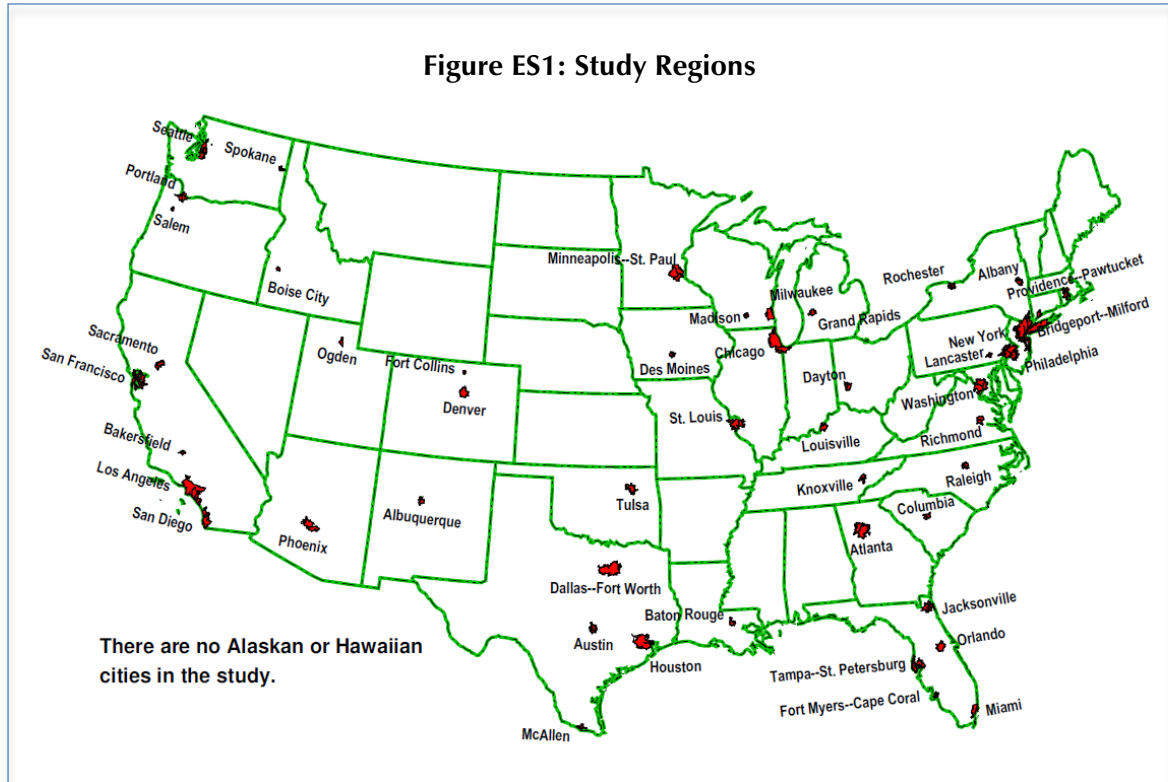 Figure ES1: Study Regions
Seattle
Spokane
Portland
Salem
Boise City
Minneapolis--St. Paul
Milwaukee
Madison
Grand Rapids
Rochester
Albany
Providence--Pawtucket
Bridgeport--Milford
New York
Lancaster
Philadelphia
Sacramento
San Francisco
Ogden
Fort Collins
Denver
Des Moines
Chicago
Dayton
Washington
St. Louis
Louisville
Richmond
Bakersfield
Los Angeles
San Diego
Phoenix
Albuquerque
Tulsa
Knoxville
Raleigh
Columbia
Atlanta
Dallas--Fort Worth
Baton Rouge
Austin
Houston
Jacksonville
Orlando
Tampa--St. Petersburg
Fort Myers--Cape Coral
Miami
McAllen
There are no Alaskan or Hawaiian
cities in the study.